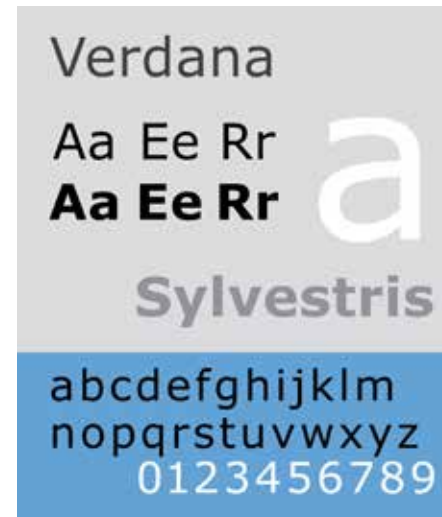 Verdana
Aa Ee Rr
Aa Ee Rr
a
Sylvestris
abcdefghijklm
nopqrstuvwxyz
0123456789